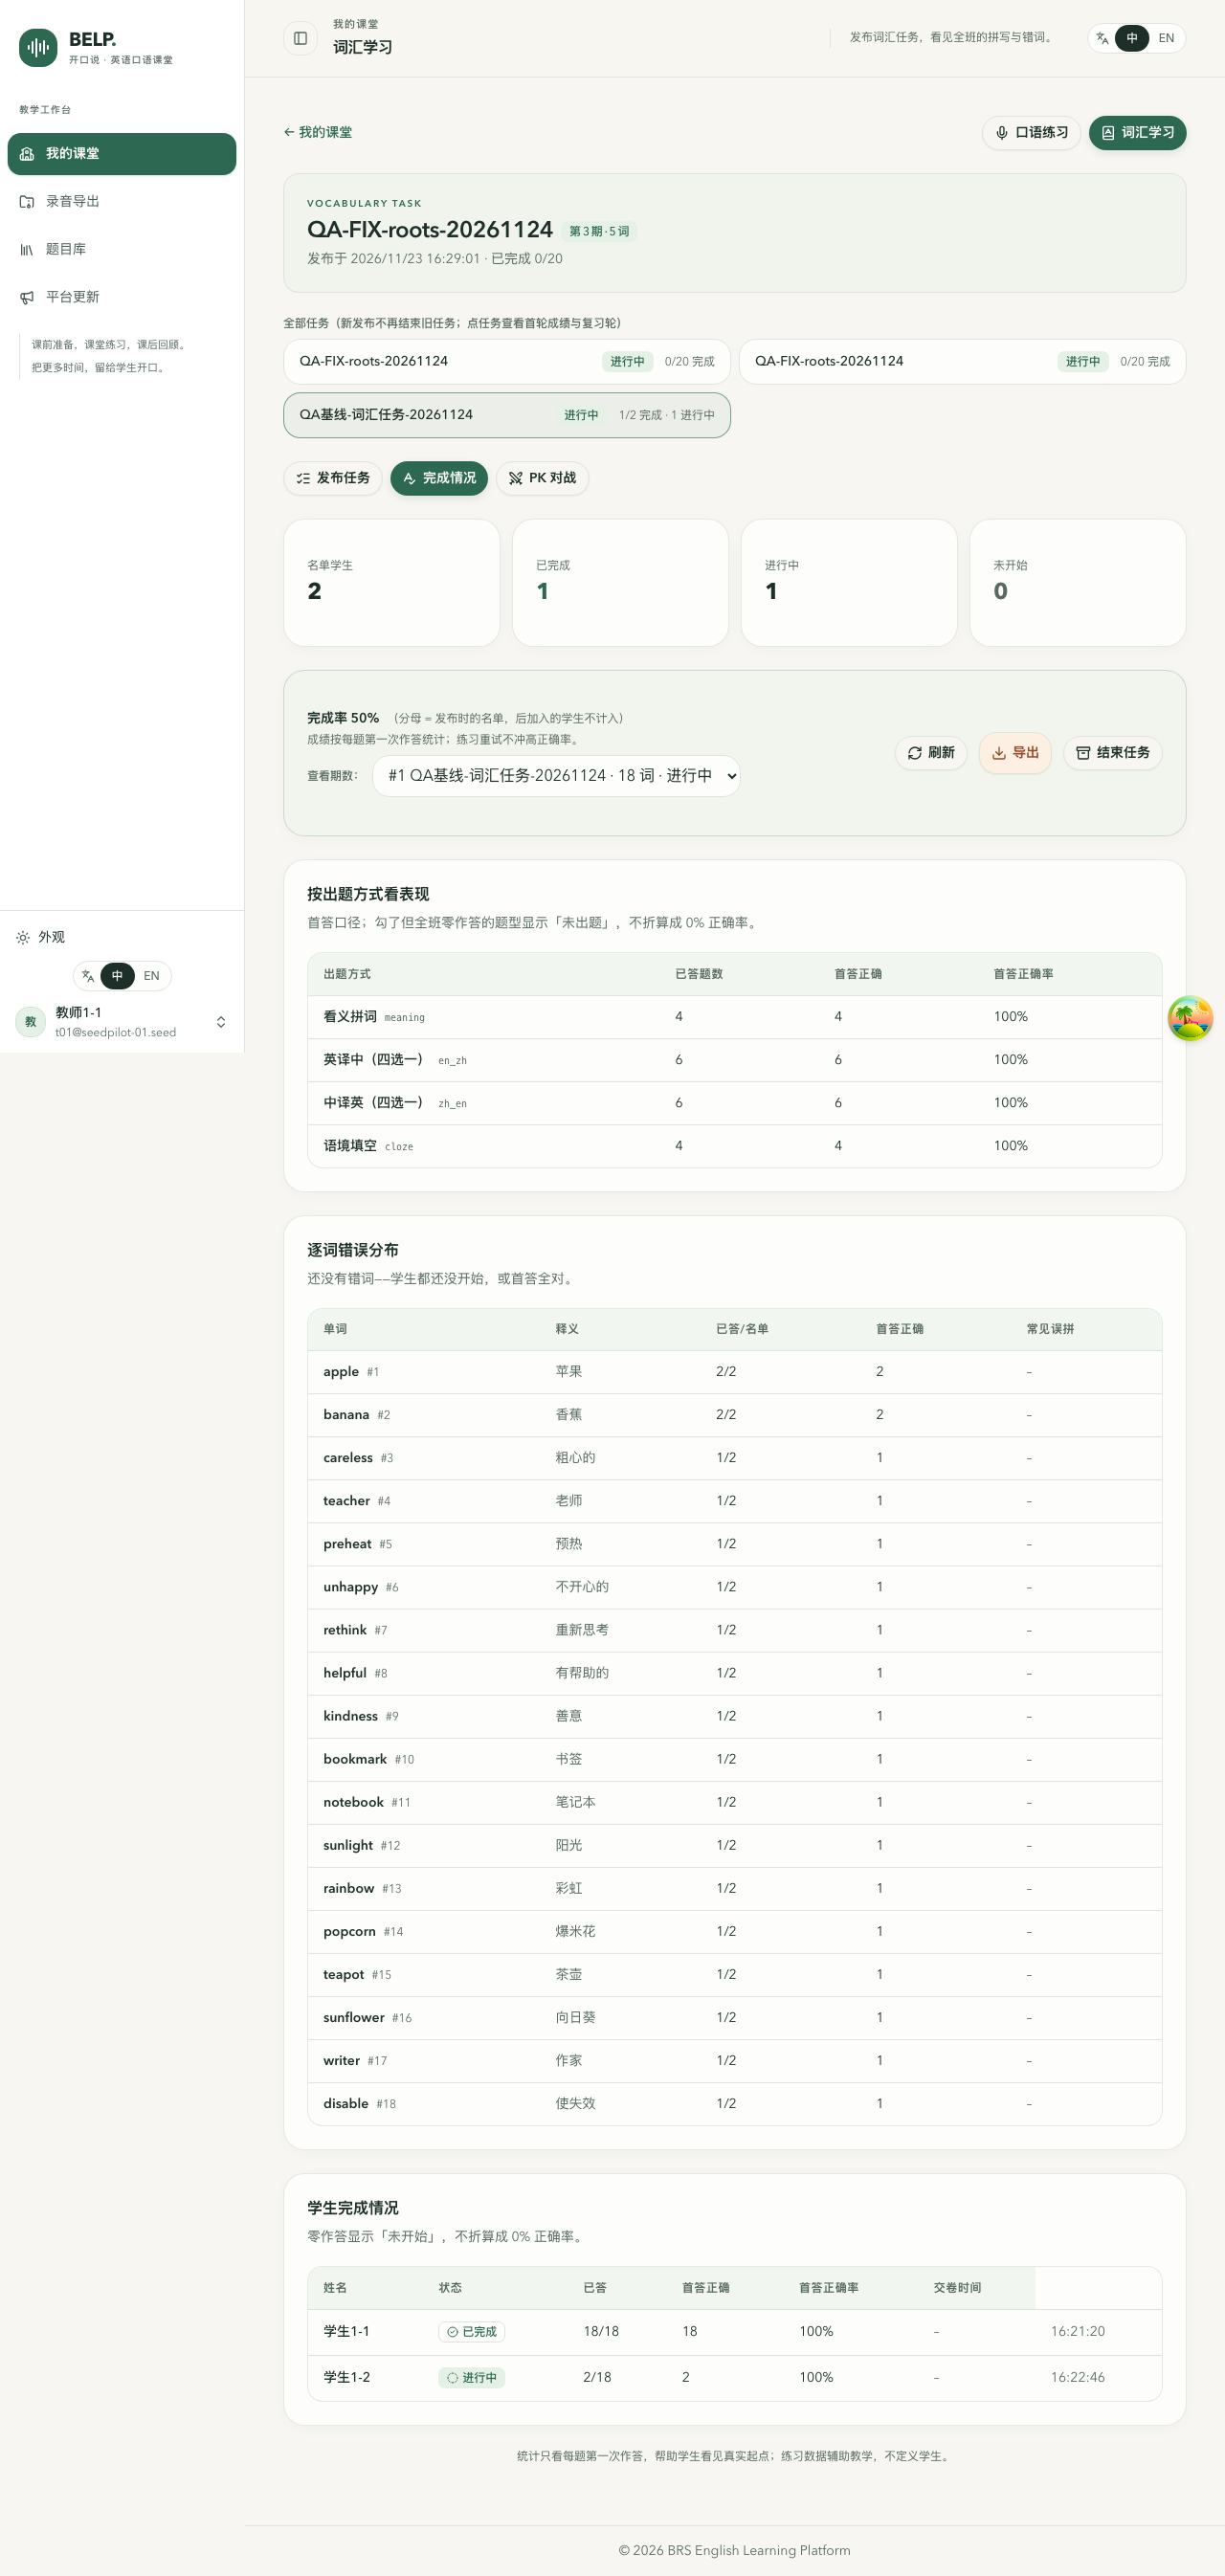 BELP.
开口说 · 英语口语课堂
教学工作台
我的课堂
录音导出
题目库
平台更新
课前准备，课堂练习，课后回顾。
把更多时间，留给学生开口。
外观
中 EN
教
教师1-1
t01@seedpilot-01.seed
我的课堂
词汇学习
发布词汇任务，看见全班的拼写与错词。
中 EN
← 我的课堂
口语练习 词汇学习
VOCABULARY TASK
QA-FIX-roots-20261124 第3期·5词
发布于 2026/11/23 16:29:01 · 已完成 0/20
全部任务（新发布不再结束旧任务；点任务查看首轮成绩与复习轮）
QA-FIX-roots-20261124 进行中 0/20 完成
QA-FIX-roots-20261124 进行中 0/20 完成
QA基线-词汇任务-20261124 进行中 1/2 完成 · 1 进行中
发布任务 完成情况 PK 对战
名单学生 已完成 进行中 未开始
2 1 1 0
完成率 50% （分母 = 发布时的名单，后加入的学生不计入）
成绩按每题第一次作答统计；练习重试不冲高正确率。
查看期数： #1 QA基线-词汇任务-20261124 · 18 词 · 进行中
刷新 导出 结束任务
按出题方式看表现
首答口径；勾了但全班零作答的题型显示「未出题」，不折算成 0% 正确率。
出题方式 已答题数 首答正确 首答正确率
看义拼词 meaning 4 4 100%
英译中（四选一） en_zh 6 6 100%
中译英（四选一） zh_en 6 6 100%
语境填空 cloze 4 4 100%
逐词错误分布
还没有错词——学生都还没开始，或首答全对。
单词 释义 已答/名单 首答正确 常见误拼
apple #1 苹果 2/2 2 –
banana #2 香蕉 2/2 2 –
careless #3 粗心的 1/2 1 –
teacher #4 老师 1/2 1 –
preheat #5 预热 1/2 1 –
unhappy #6 不开心的 1/2 1 –
rethink #7 重新思考 1/2 1 –
helpful #8 有帮助的 1/2 1 –
kindness #9 善意 1/2 1 –
bookmark #10 书签 1/2 1 –
notebook #11 笔记本 1/2 1 –
sunlight #12 阳光 1/2 1 –
rainbow #13 彩虹 1/2 1 –
popcorn #14 爆米花 1/2 1 –
teapot #15 茶壶 1/2 1 –
sunflower #16 向日葵 1/2 1 –
writer #17 作家 1/2 1 –
disable #18 使失效 1/2 1 –
学生完成情况
零作答显示「未开始」，不折算成 0% 正确率。
姓名 状态 已答 首答正确 首答正确率 交卷时间
学生1-1 已完成 18/18 18 100% – 16:21:20
学生1-2 进行中 2/18 2 100% – 16:22:46
统计只看每题第一次作答，帮助学生看见真实起点；练习数据辅助教学，不定义学生。
© 2026 BRS English Learning Platform